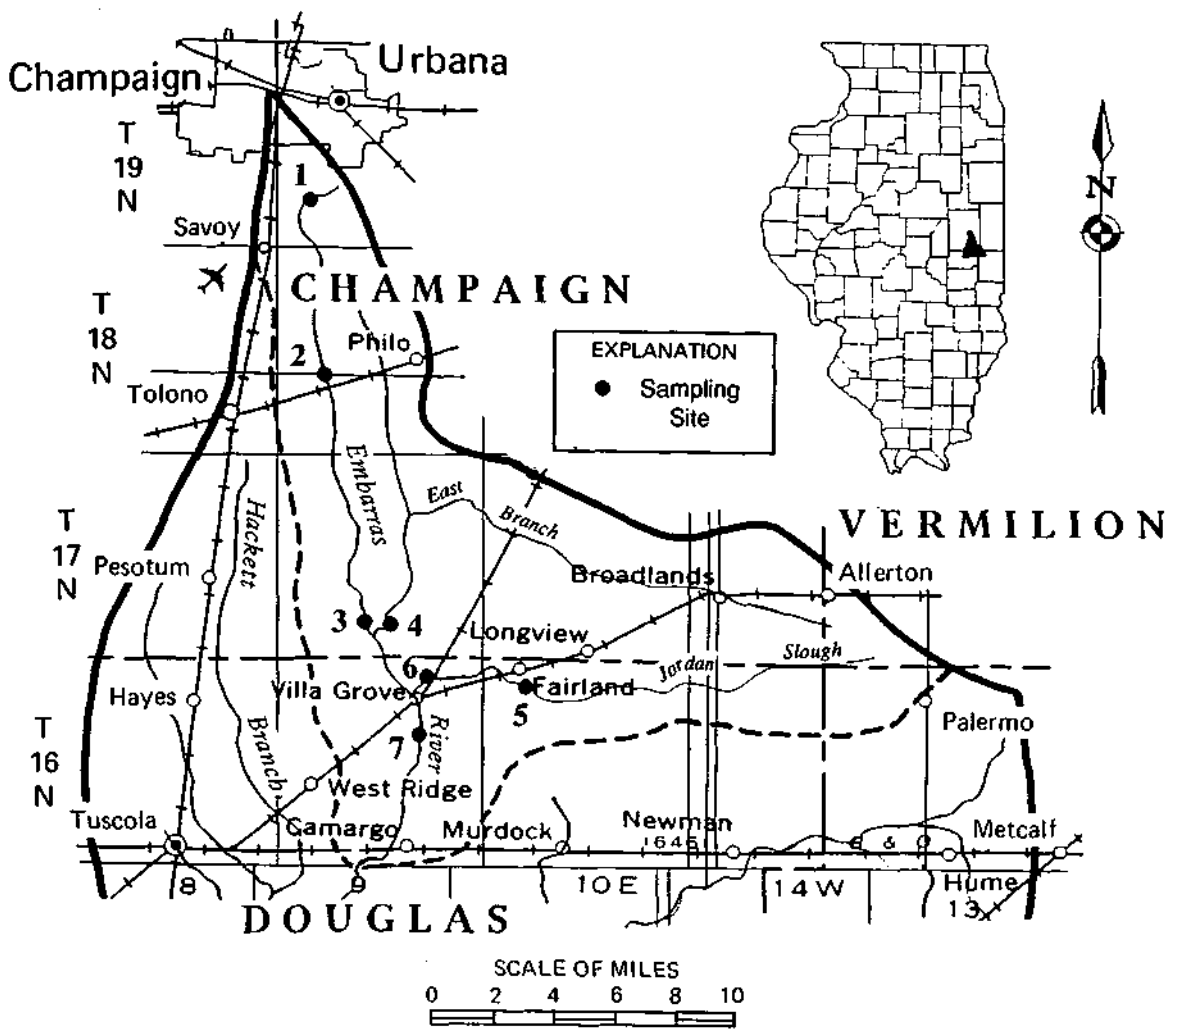 Champaign
Urbana
T
19
N
1
Savoy
CHAMPAIGN
N
T
18
N
2
Philo
Tolono
EXPLANATION
Sampling
Site
Embarras
East
Branch
Hackett
VERMILION
T
17
N
Pesotum
Broadlands
Allerton
3
4
Longview
Jordan
Slough
6
Hayes
Villa Grove
Fairland
5
Palermo
T
16
N
7
River
Branch
West Ridge
Tuscola
Camargo
Murdock
Newman
1645
Metcalf
&
8
9
10 E
14 W
Hume
13
DOUGLAS
SCALE OF MILES
0 2 4 6 8 10